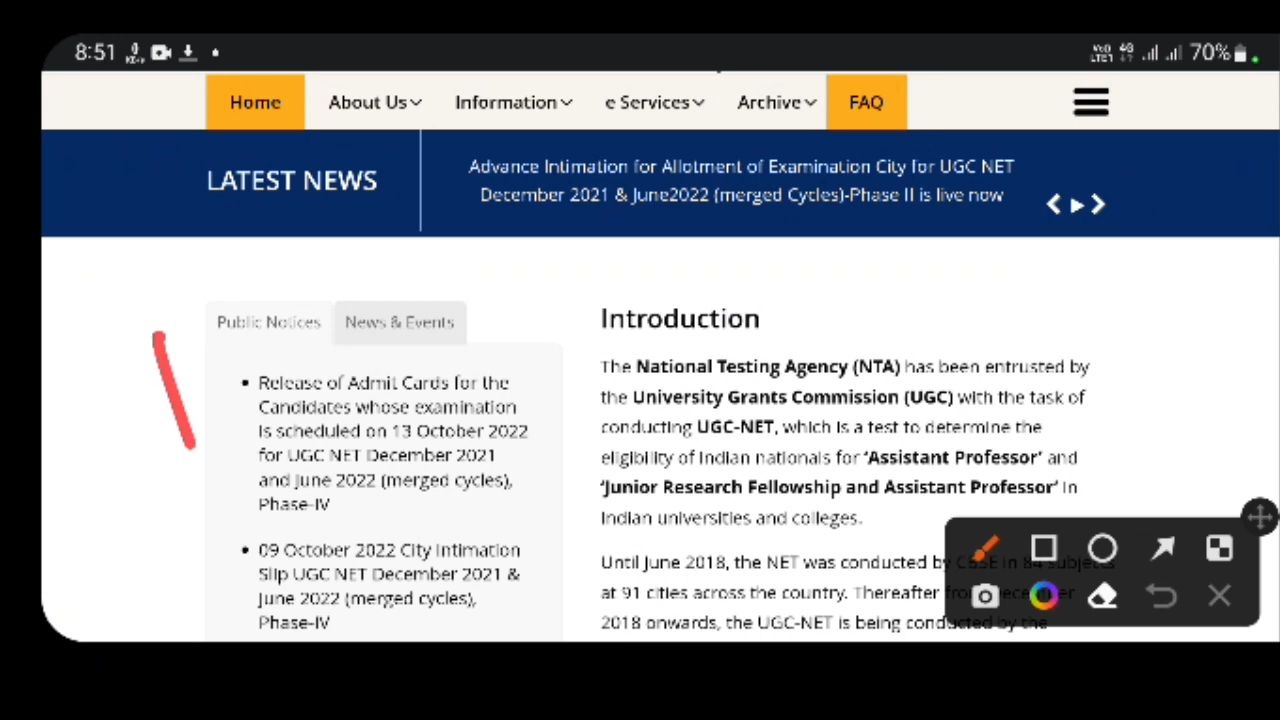 8:51
70%
Home About Us Information e Services Archive FAQ
LATEST NEWS
Advance Intimation for Allotment of Examination City for UGC NET
December 2021 & June2022 (merged Cycles)-Phase II is live now
Public Notices News & Events
Release of Admit Cards for the
Candidates whose examination
is scheduled on 13 October 2022
for UGC NET December 2021
and June 2022 (merged cycles),
Phase-IV
09 October 2022 City Intimation
Slip UGC NET December 2021 &
June 2022 (merged cycles),
Phase-IV
Introduction
The National Testing Agency (NTA) has been entrusted by
the University Grants Commission (UGC) with the task of
conducting UGC-NET, which is a test to determine the
eligibility of Indian nationals for ‘Assistant Professor’ and
‘Junior Research Fellowship and Assistant Professor’ in
Indian universities and colleges.
Until June 2018, the NET was conducted by CBSE in 84 subjects
at 91 cities across the country. Thereafter from December
2018 onwards, the UGC-NET is being conducted by the